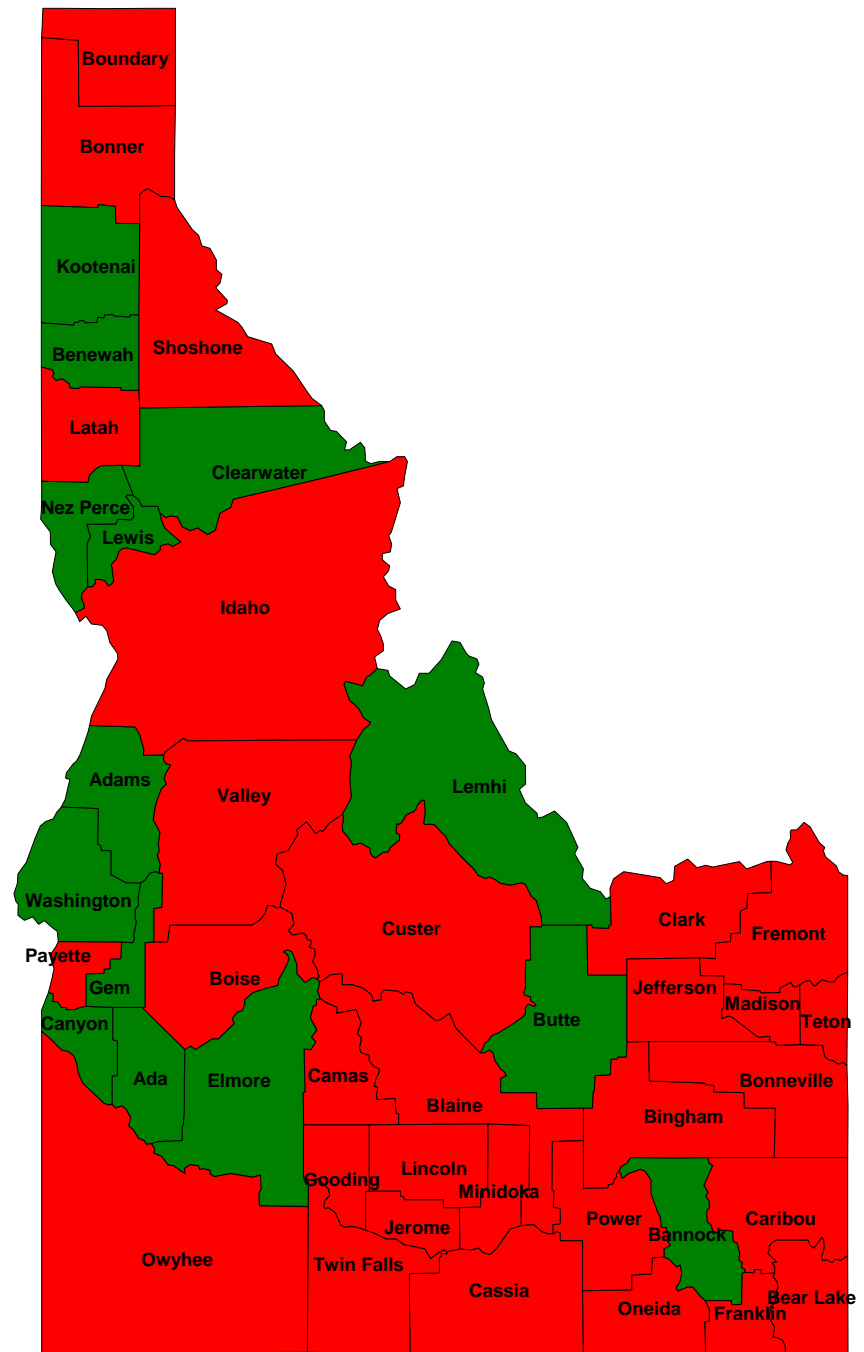 Boundary
Bonner
Kootenai
Shoshone
Benewah
Latah
Clearwater
Nez Perce
Lewis
Idaho
Adams
Lemhi
Valley
Washington
Clark
Custer
Fremont
Payette
Boise
Gem
Jefferson
Madison
Canyon
Butte
Teton
Ada
Elmore
Camas
Bonneville
Blaine
Bingham
Lincoln
Gooding
Minidoka
Jerome
Power
Caribou
Bannock
Owyhee
Twin Falls
Cassia
Bear Lake
Oneida
Franklin